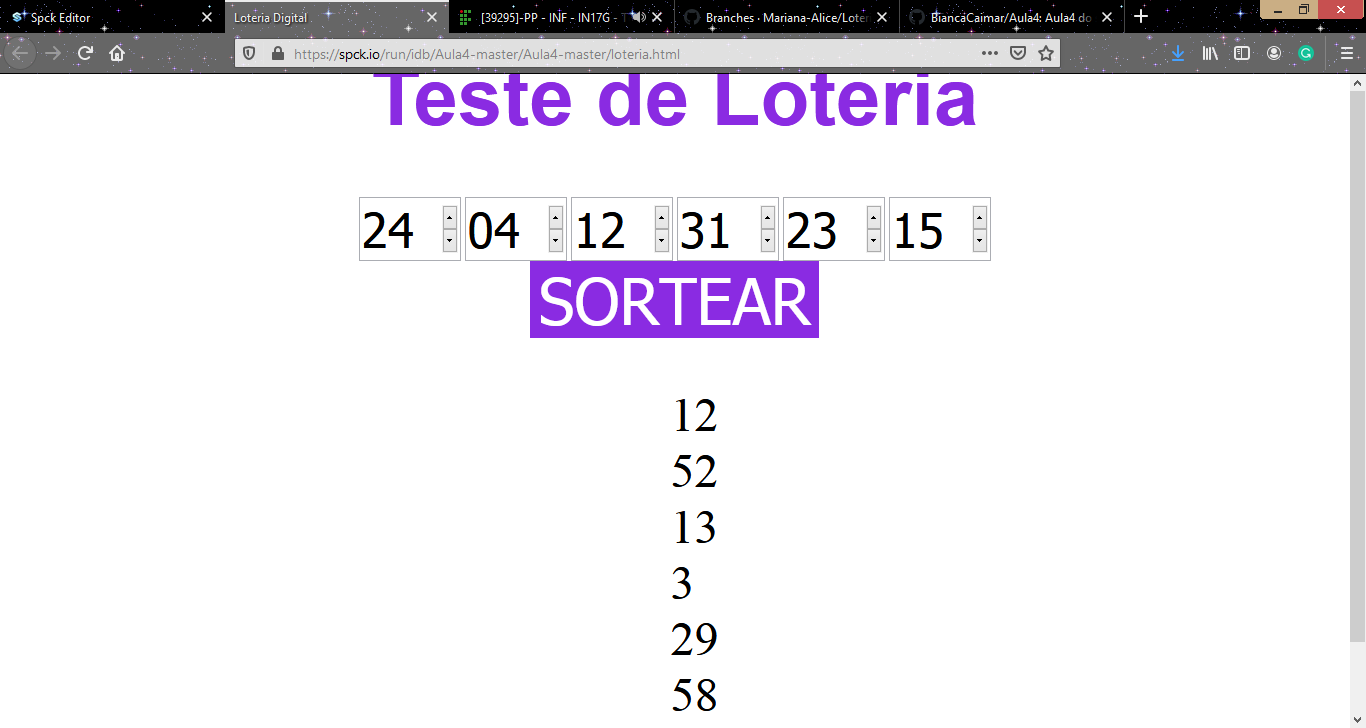 Spck Editor
Loteria Digital
[39295]-PP - INF - IN17G - T
Branches · Mariana-Alice/Loter
BiancaCaimar/Aula4: Aula4 do
https://spck.io/run/idb/Aula4-master/Aula4-master/loteria.html
Teste de Loteria
24 04 12 31 23 15
SORTEAR
12
52
13
3
29
58